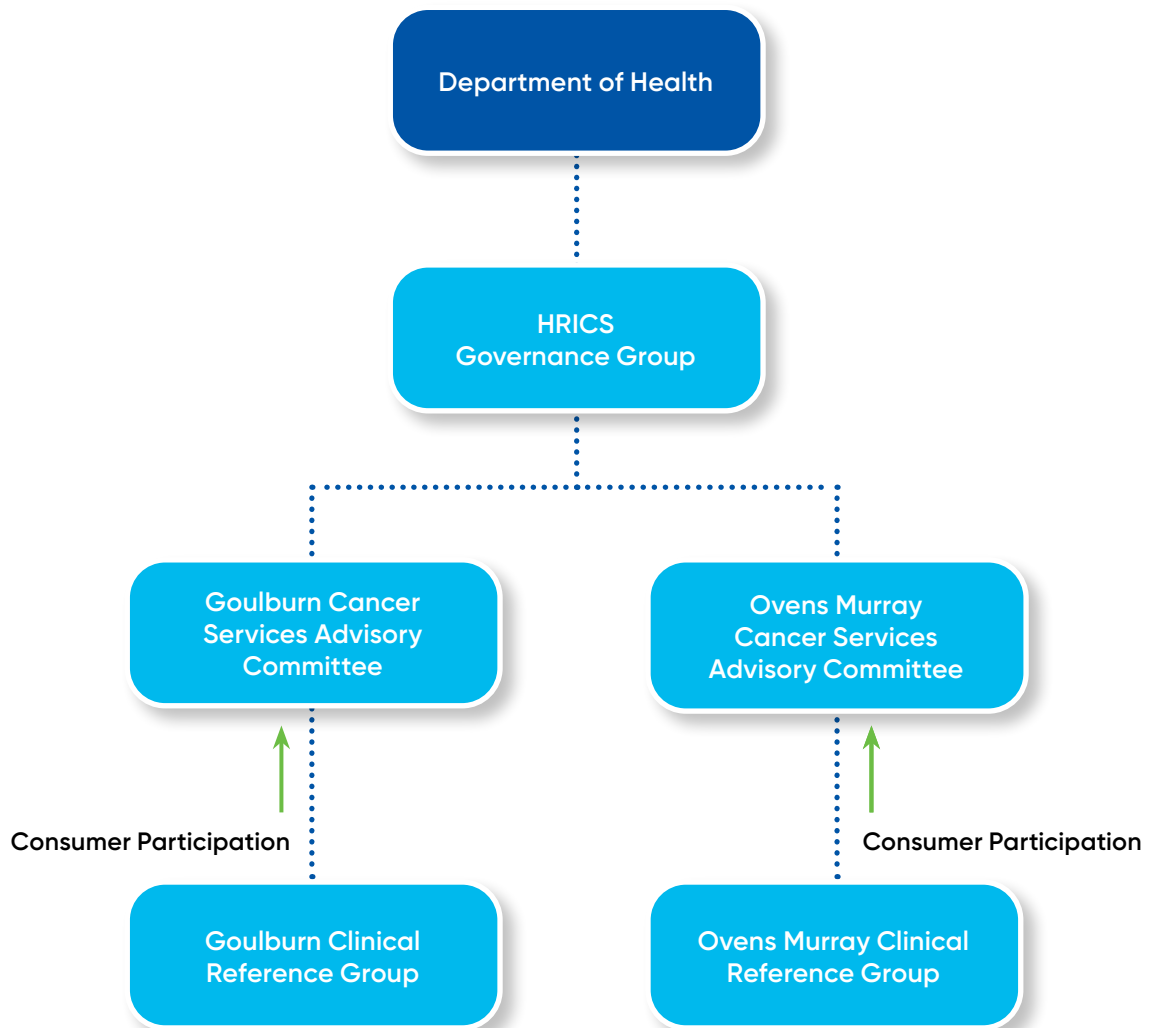 Department of Health
HRICS
Governance Group
Goulburn Cancer
Services Advisory
Committee
Ovens Murray
Cancer Services
Advisory Committee
Consumer Participation
Consumer Participation
Goulburn Clinical
Reference Group
Ovens Murray Clinical
Reference Group